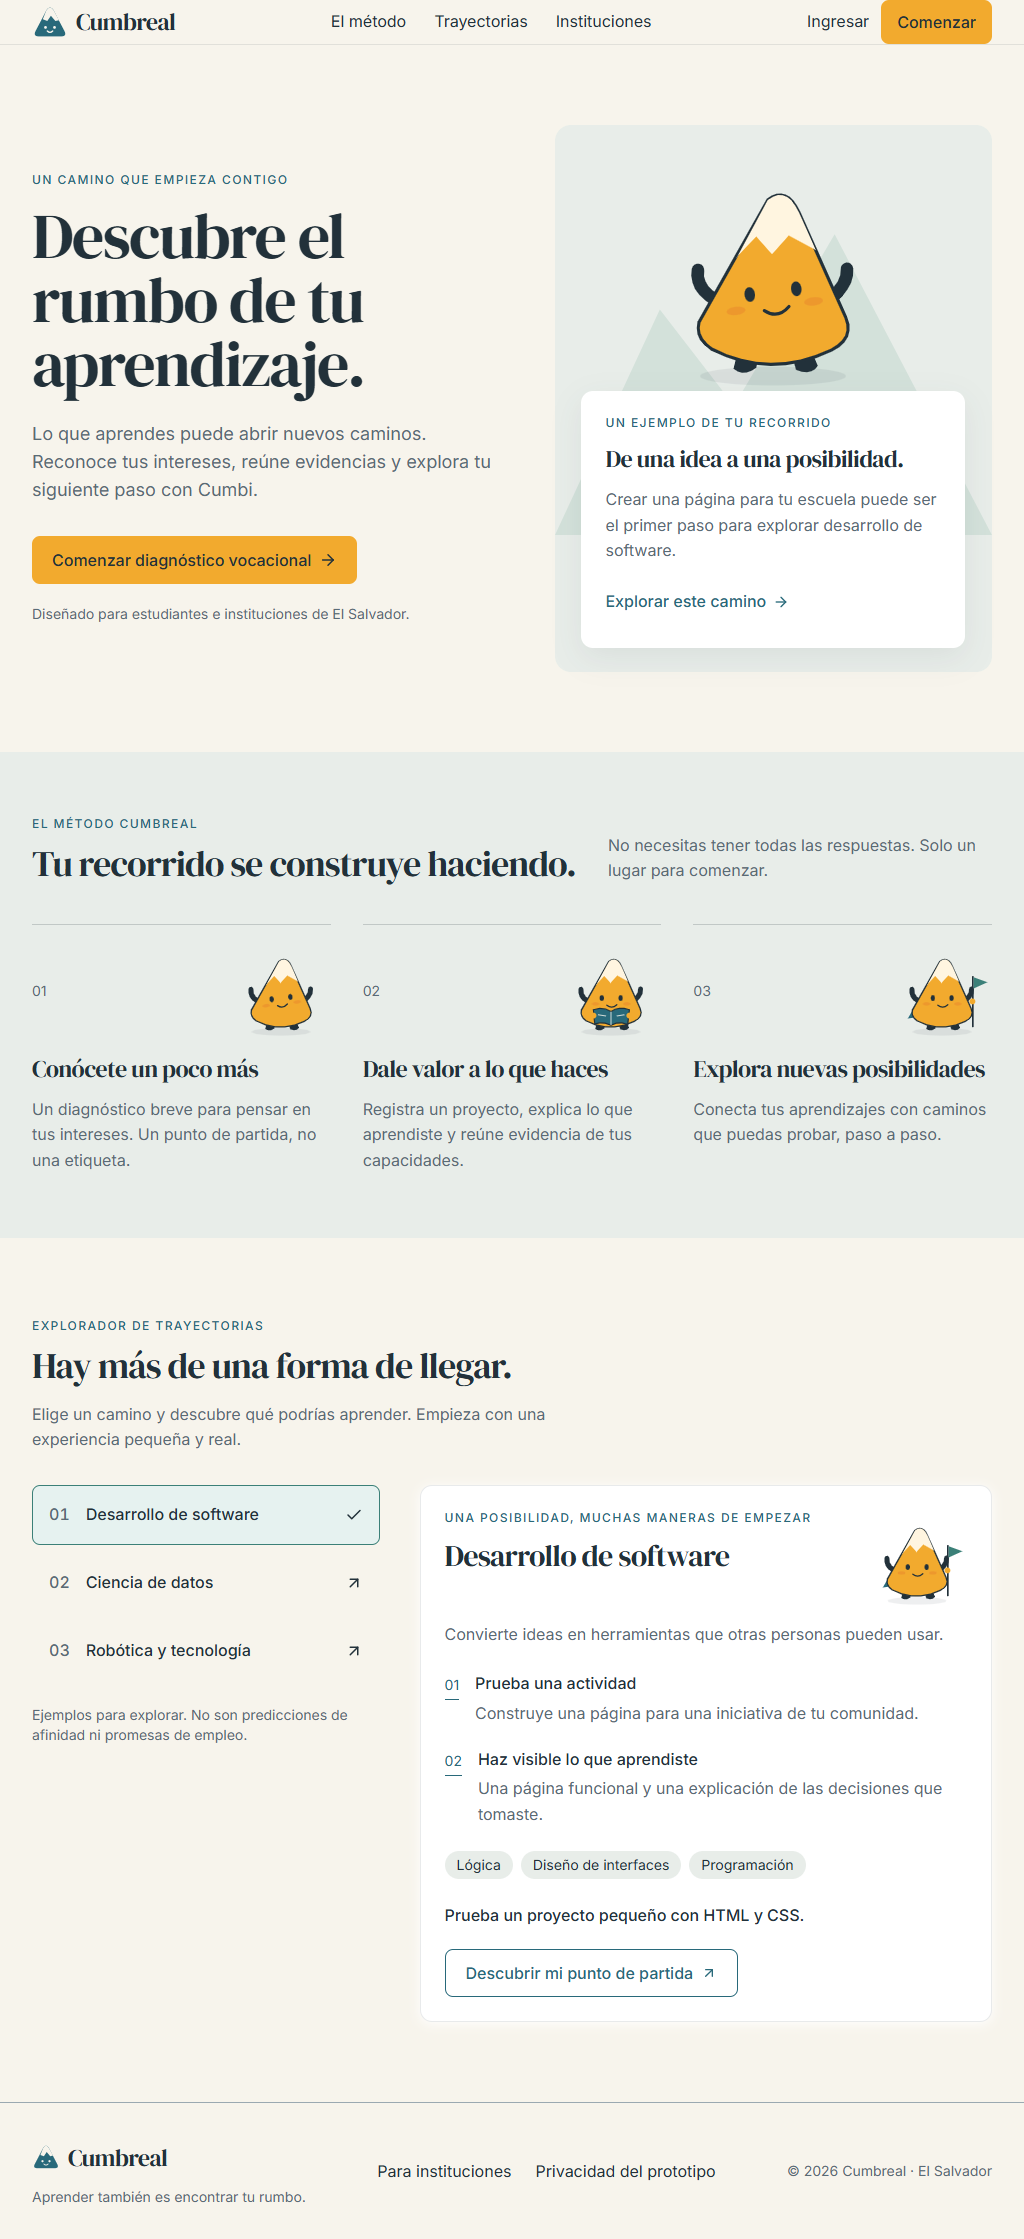 Cumbreal
El método
Trayectorias
Instituciones
Ingresar
Comenzar
UN CAMINO QUE EMPIEZA CONTIGO
Descubre el
rumbo de tu
aprendizaje.
Lo que aprendes puede abrir nuevos caminos.
Reconoce tus intereses, reúne evidencias y explora tu
siguiente paso con Cumbi.
Comenzar diagnóstico vocacional →
Diseñado para estudiantes e instituciones de El Salvador.
UN EJEMPLO DE TU RECORRIDO
De una idea a una posibilidad.
Crear una página para tu escuela puede ser
el primer paso para explorar desarrollo de
software.
Explorar este camino →
EL MÉTODO CUMBREAL
Tu recorrido se construye haciendo.
No necesitas tener todas las respuestas. Solo un
lugar para comenzar.
01
Conócete un poco más
Un diagnóstico breve para pensar en
tus intereses. Un punto de partida, no
una etiqueta.
02
Dale valor a lo que haces
Registra un proyecto, explica lo que
aprendiste y reúne evidencia de tus
capacidades.
03
Explora nuevas posibilidades
Conecta tus aprendizajes con caminos
que puedas probar, paso a paso.
EXPLORADOR DE TRAYECTORIAS
Hay más de una forma de llegar.
Elige un camino y descubre qué podrías aprender. Empieza con una
experiencia pequeña y real.
01 Desarrollo de software
02 Ciencia de datos
03 Robótica y tecnología
Ejemplos para explorar. No son predicciones de
afinidad ni promesas de empleo.
UNA POSIBILIDAD, MUCHAS MANERAS DE EMPEZAR
Desarrollo de software
Convierte ideas en herramientas que otras personas pueden usar.
01 Prueba una actividad
Construye una página para una iniciativa de tu comunidad.
02 Haz visible lo que aprendiste
Una página funcional y una explicación de las decisiones que
tomaste.
Lógica
Diseño de interfaces
Programación
Prueba un proyecto pequeño con HTML y CSS.
Descubrir mi punto de partida
Cumbreal
Aprender también es encontrar tu rumbo.
Para instituciones
Privacidad del prototipo
© 2026 Cumbreal · El Salvador